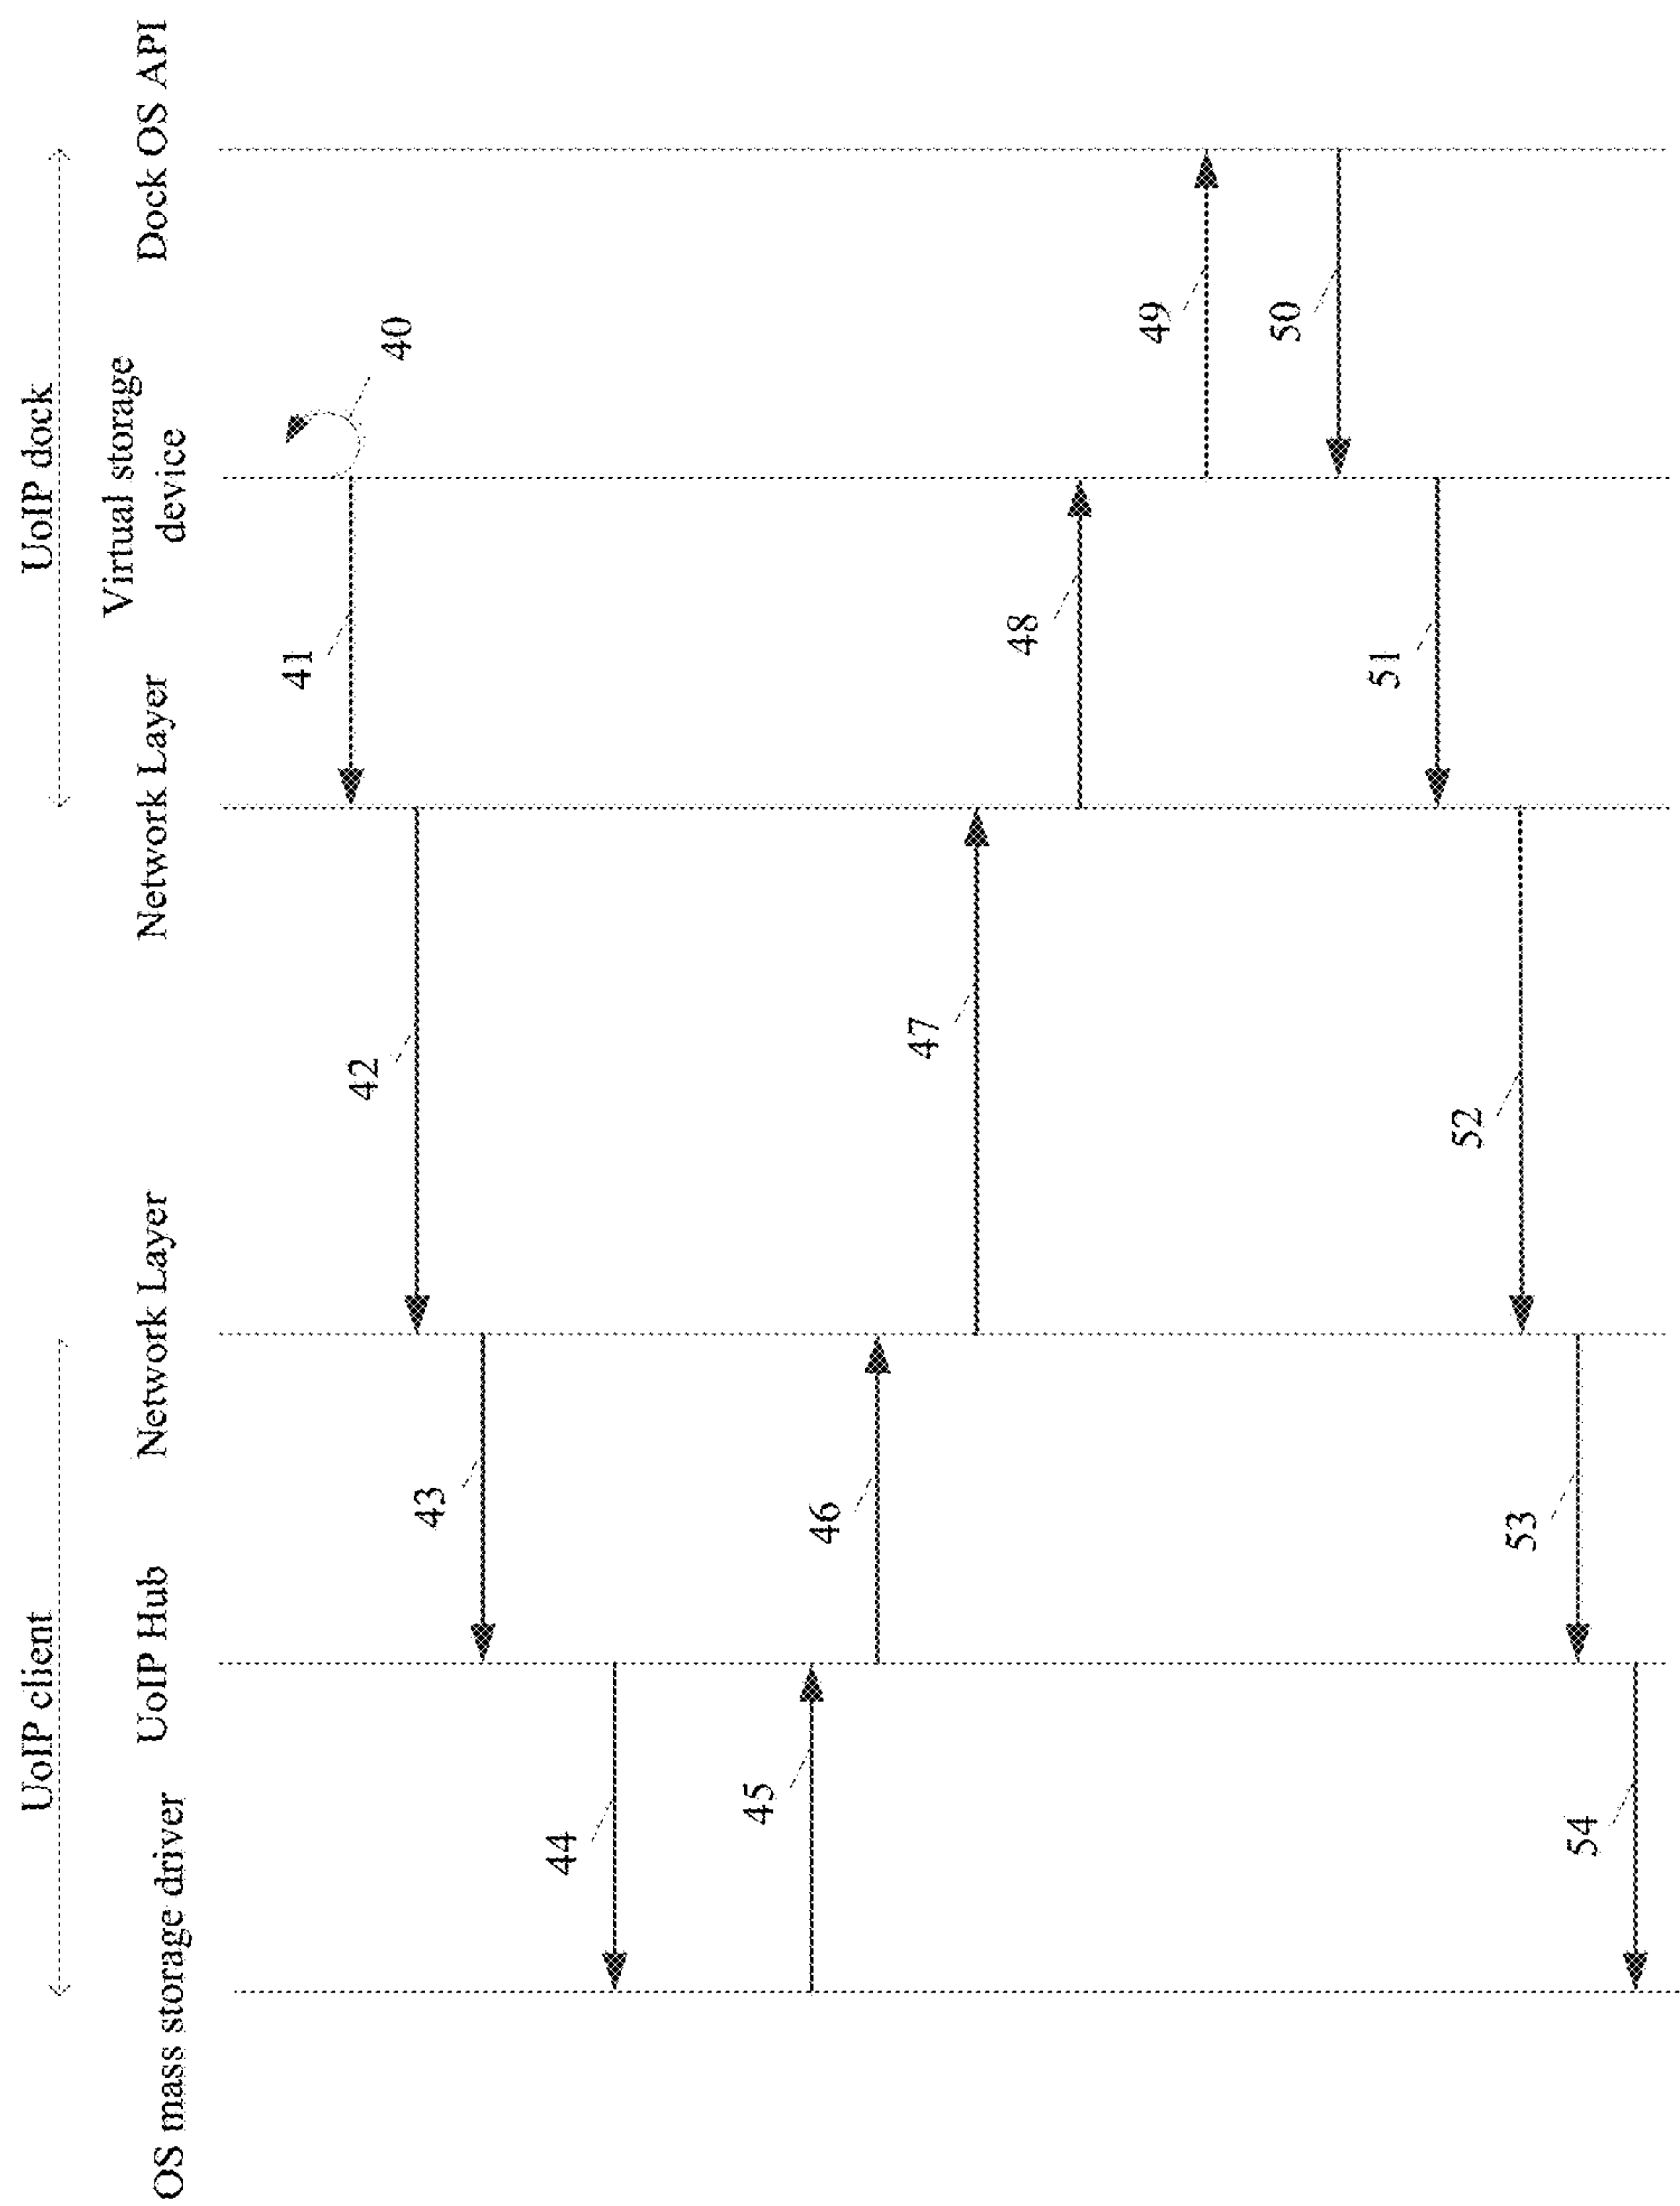 UoIP client
UoIP dock
OS mass storage driver
UoIP Hub
Network Layer
Network Layer
Virtual storage
device
Dock OS API
40
41
42
43
44
45
46
47
48
49
50
51
52
53
54